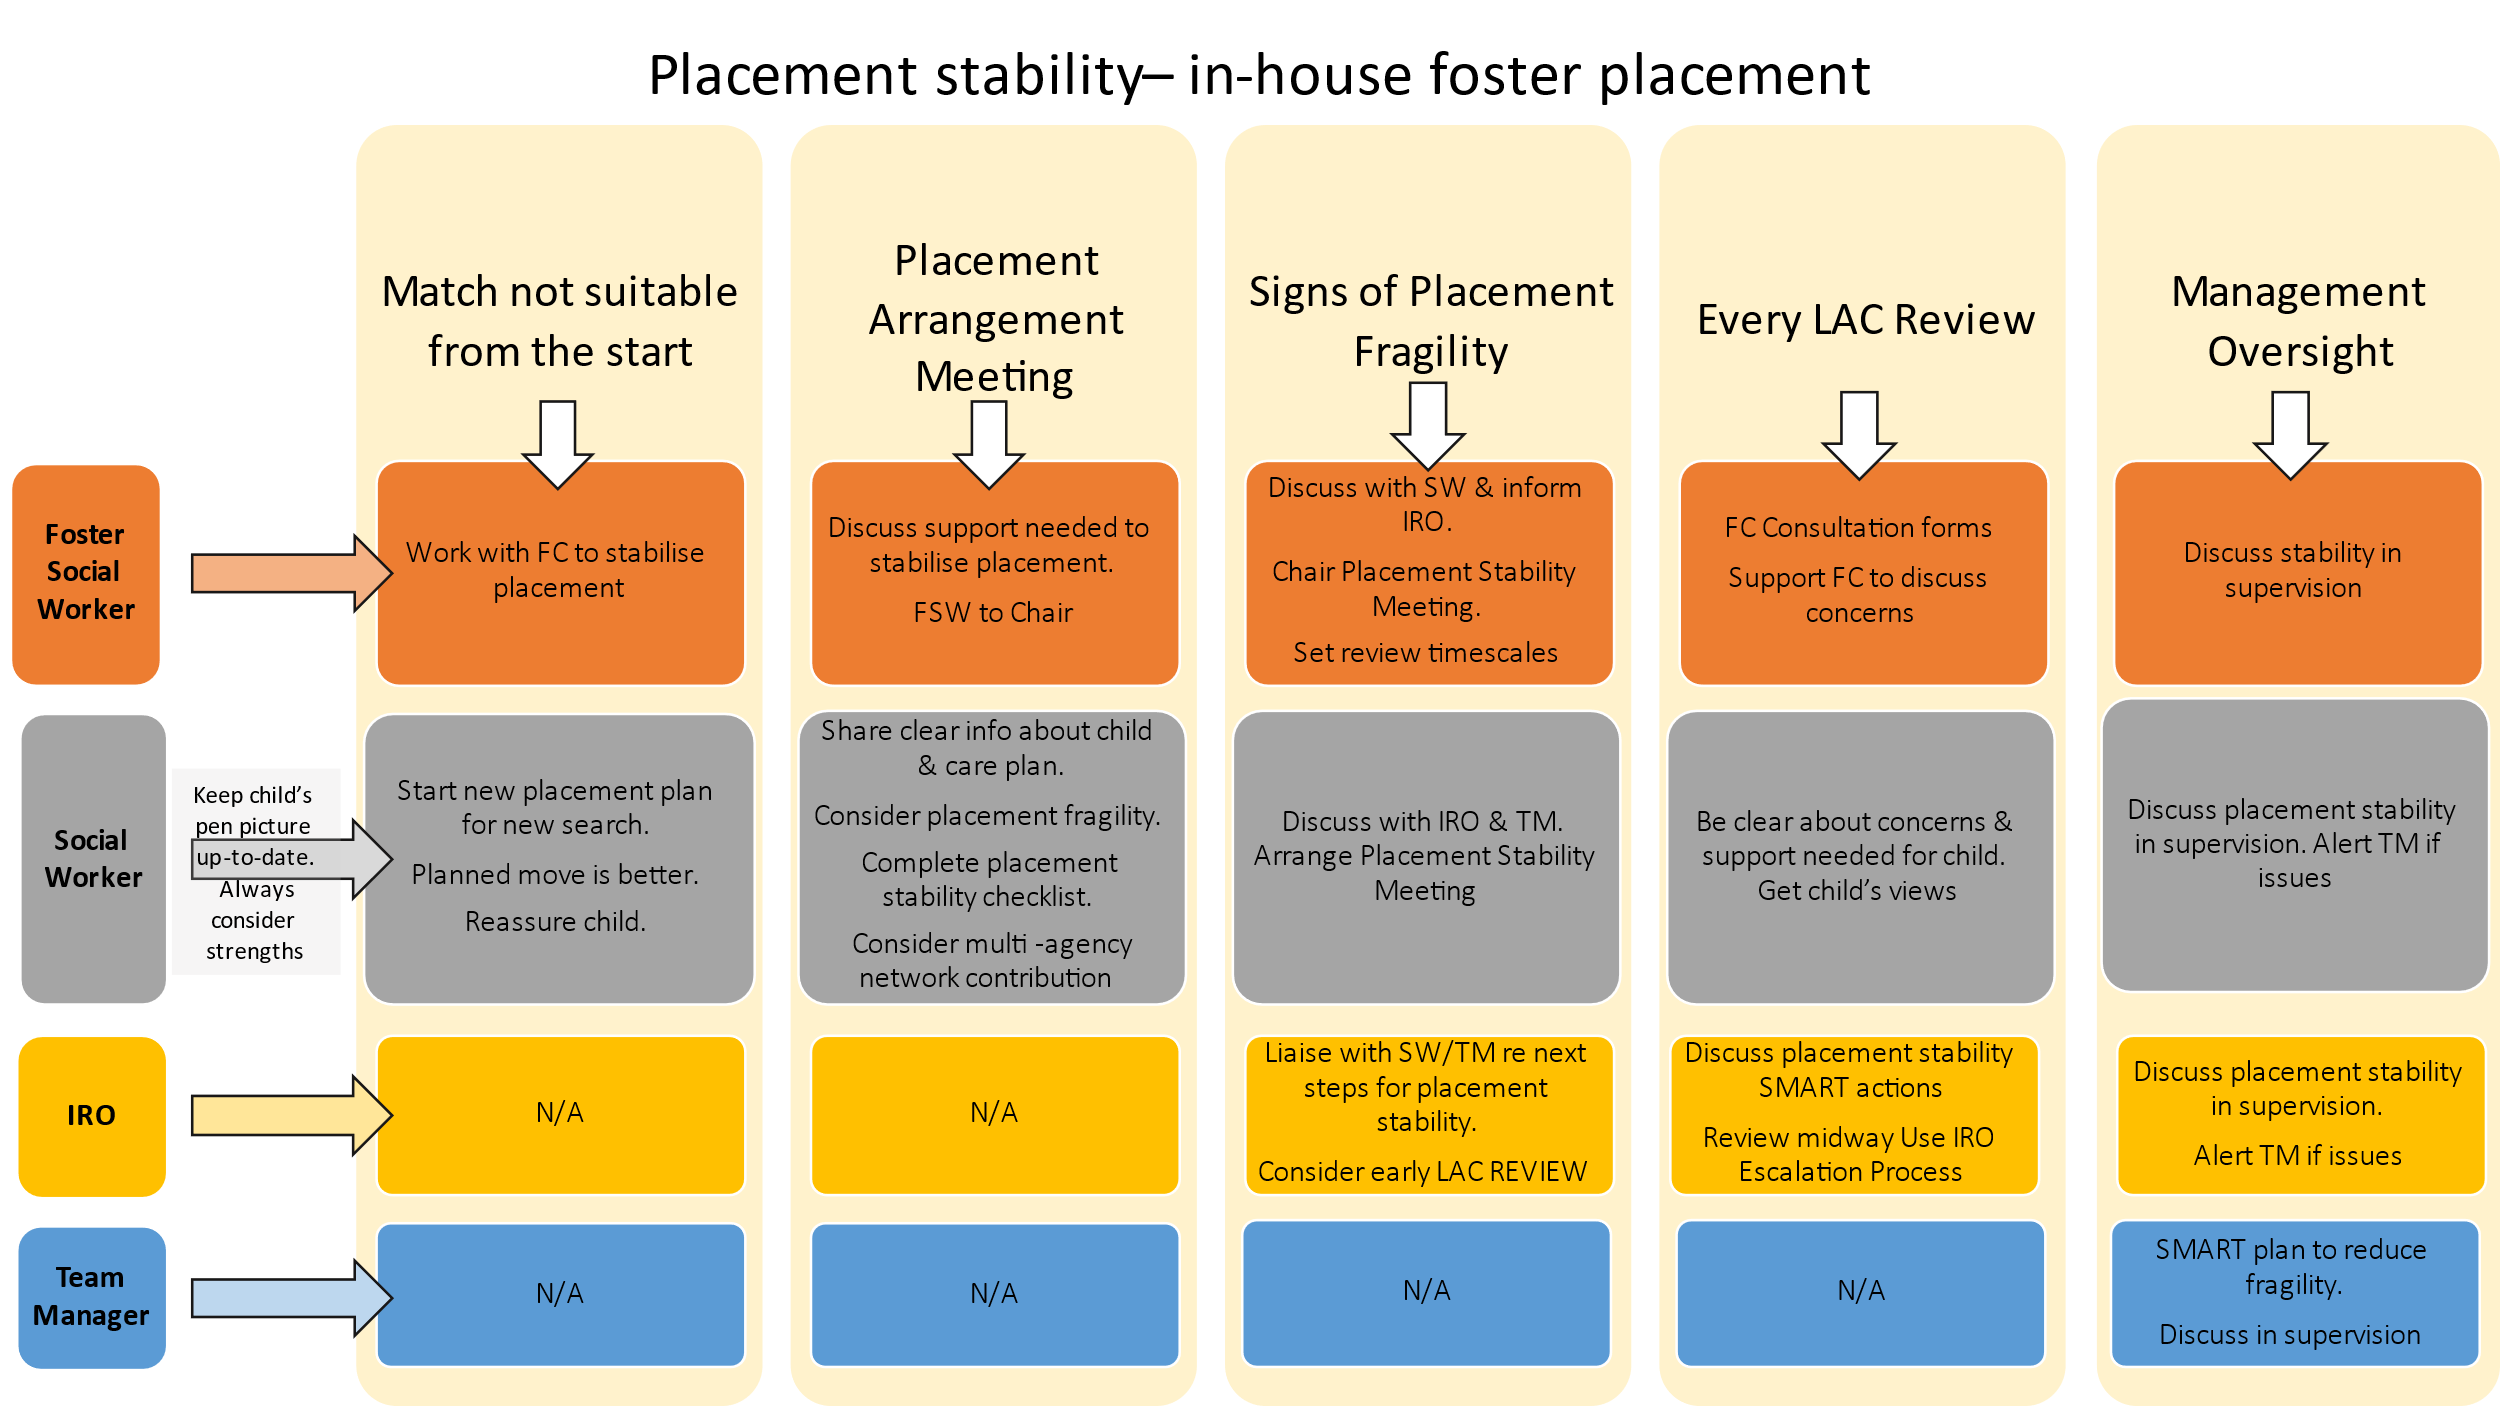 Placement stability– in-house foster placement
Match not suitable
from the start
Placement
Arrangement
Meeting
Signs of Placement
Fragility
Every LAC Review
Management
Oversight
Foster
Social
Worker
Work with FC to stabilise
placement
Discuss support needed to
stabilise placement.
FSW to Chair
Discuss with SW & inform
IRO.
Chair Placement Stability
Meeting.
Set review timescales
FC Consultation forms
Support FC to discuss
concerns
Discuss stability in
supervision
Social
Worker
Keep child’s
pen picture
up-to-date.
Always
consider
strengths
Start new placement plan
for new search.
Planned move is better.
Reassure child.
Share clear info about child
& care plan.
Consider placement fragility.
Complete placement
stability checklist.
Consider multi -agency
network contribution
Discuss with IRO & TM.
Arrange Placement Stability
Meeting
Be clear about concerns &
support needed for child.
Get child’s views
Discuss placement stability
in supervision. Alert TM if
issues
IRO
N/A
N/A
Liaise with SW/TM re next
steps for placement
stability.
Consider early LAC REVIEW
Discuss placement stability
SMART actions
Review midway Use IRO
Escalation Process
Discuss placement stability
in supervision.
Alert TM if issues
Team
Manager
N/A
N/A
N/A
N/A
SMART plan to reduce
fragility.
Discuss in supervision